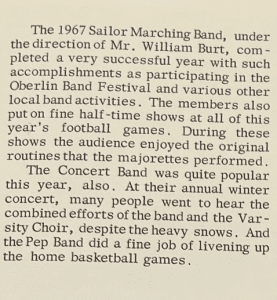 The 1967 Sailor Marching Band, under
the direction of Mr. William Burt, com-
pleted a very successful year with such
accomplishments as participating in the
Oberlin Band Festival and various other
local band activities. The members also
put on fine half-time shows at all of this
year's football games. During these
shows the audience enjoyed the original
routines that the majorettes performed.
The Concert Band was quite popular
this year, also. At their annual winter
concert, many people went to hear the
combined efforts of the band and the Var-
sity Choir, despite the heavy snows. And
the Pep Band did a fine job of livening up
the home basketball games.